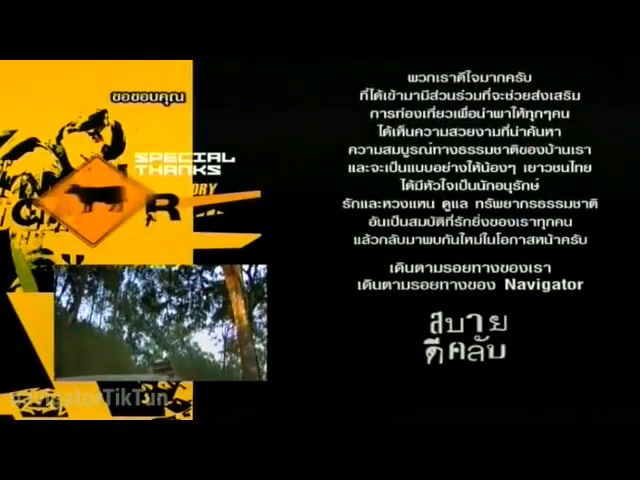 ขอขอบคุณ
SPECIAL
THANKS
ORY
R
พวกเราดีใจมากครับ
ที่ได้เข้ามามีส่วนร่วมที่จะช่วยส่งเสริม
การท่องเที่ยวเพื่อนำพาให้ทุกๆคน
ได้เห็นความสวยงามที่น่าค้นหา
ความสมบูรณ์ทางธรรมชาติของบ้านเรา
และจะเป็นแบบอย่างให้น้องๆ เยาวชนไทย
ได้มีหัวใจเป็นนักอนุรักษ์
รักและหวงแหน ดูแล ทรัพยากรธรรมชาติ
อันเป็นสมบัติที่รักยิ่งของเราทุกคน
แล้วกลับมาพบกันใหม่ในโอกาสหน้าครับ
เดินตามรอยทางของเรา
เดินตามรอยทางของ Navigator
สบาย
ดีคลับ
navigatorTikTun